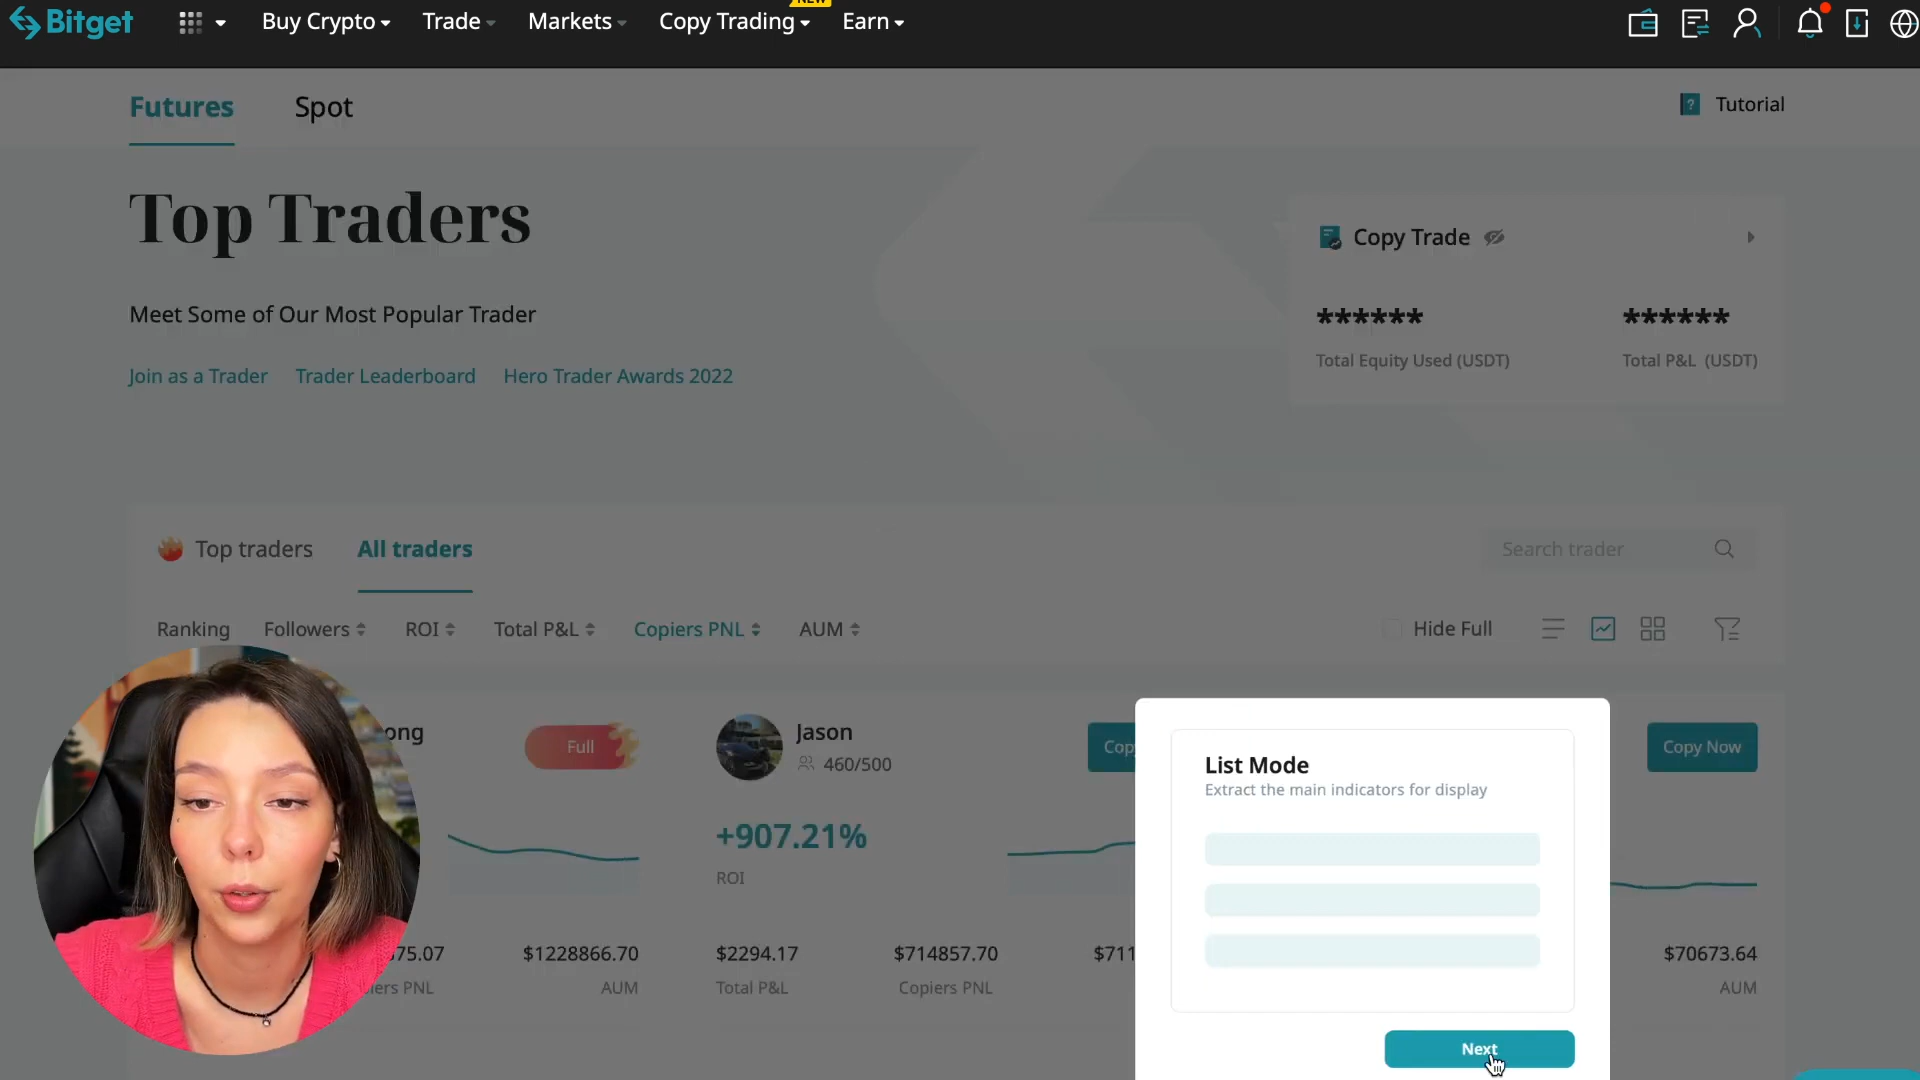 Bitget
Buy Crypto
Trade
Markets
Copy Trading
NEW
Earn
Futures
Spot
Tutorial
Top Traders
Meet Some of Our Most Popular Trader
Join as a Trader
Trader Leaderboard
Hero Trader Awards 2022
Copy Trade
******
******
Total Equity Used (USDT)
Total P&L (USDT)
Top traders
All traders
Search trader
Ranking
Followers
ROI
Total P&L
Copiers PNL
AUM
Hide Full
ong
Full
Jason
460/500
Cop
Copy Now
+907.21%
ROI
75.07
$1228866.70
iers PNL
AUM
$2294.17
$714857.70
$711
Total P&L
Copiers PNL
$70673.64
AUM
List Mode
Extract the main indicators for display
Next